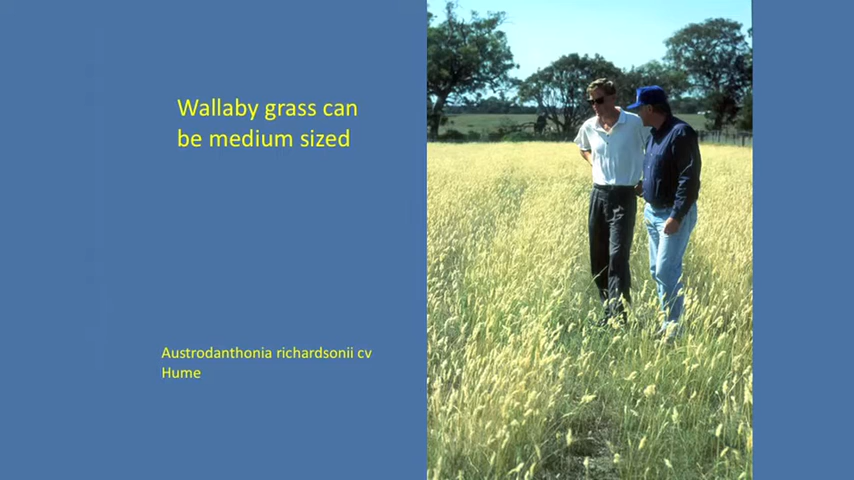 Wallaby grass can
be medium sized
Austrodanthonia richardsonii cv
Hume